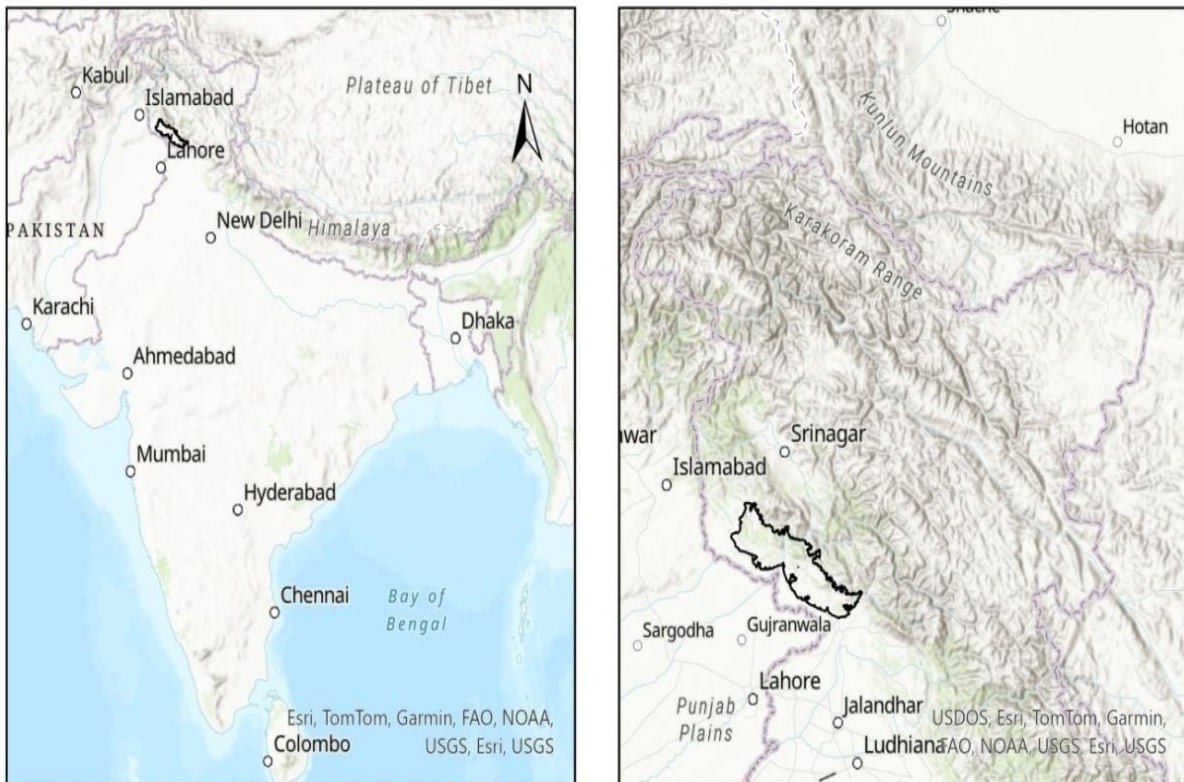 Kabul
Islamabad
Plateau of Tibet
N
Lahore
PAKISTAN
New Delhi
Himalaya
Karachi
Dhaka
Ahmedabad
Mumbai
Hyderabad
Chennai
Bay of
Bengal
Esri, TomTom, Garmin, FAO, NOAA,
USGS, Esri, USGS
Colombo
Hotan
Kunlun Mountains
Karakoram Range
Srinagar
Islamabad
Sargodha
Gujranwala
Lahore
Punjab
Plains
Jalandhar
USDOS, Esri, TomTom, Garmin,
Ludhiana
FAO, NOAA, USGS, Esri, USGS